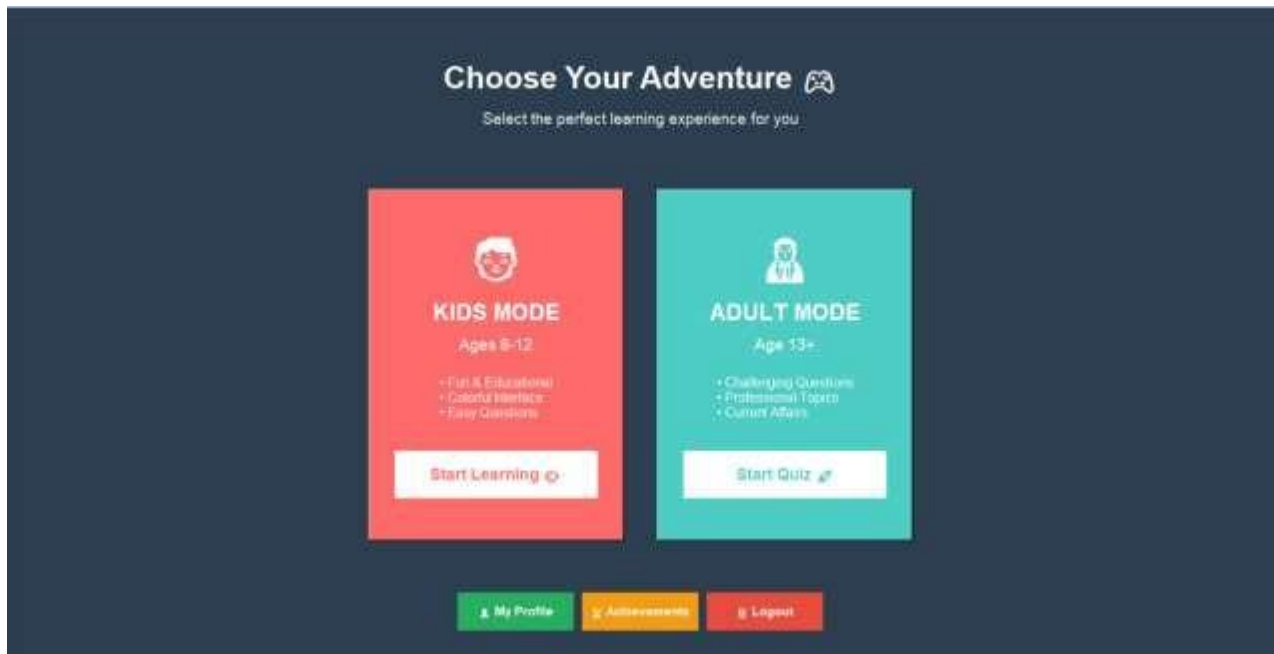 Choose Your Adventure
Select the perfect learning experience for you
KIDS MODE
Ages 8-12
• Fun & Educational
• Colorful Interface
• Easy Questions
Start Learning
ADULT MODE
Age 13+
• Challenging Questions
• Professional Topics
• Current Affairs
Start Quiz
My Profile
Achievements
Logout